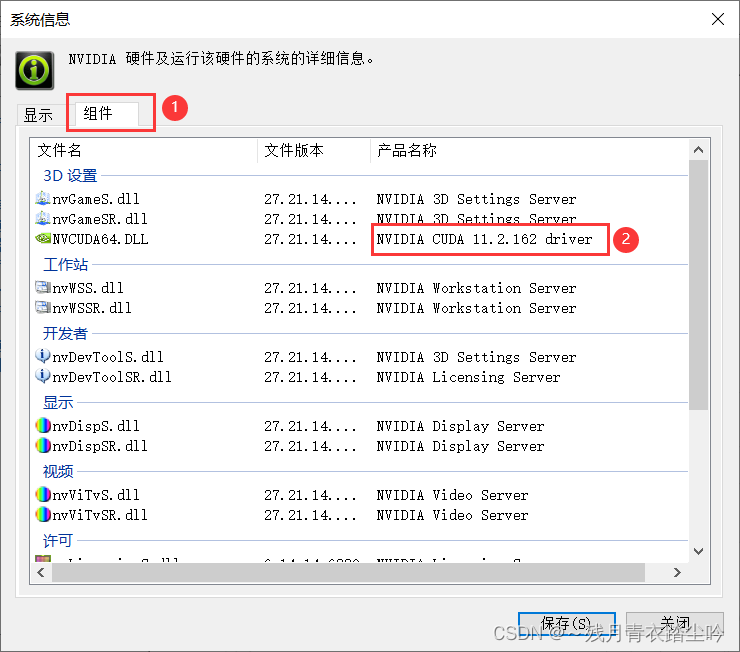 系统信息
NVIDIA 硬件及运行该硬件的系统的详细信息。
显示 组件 1
文件名 文件版本 产品名称
3D 设置
nvGameS.dll 27.21.14.... NVIDIA 3D Settings Server
nvGameSR.dll 27.21.14.... NVIDIA 3D Settings Server
NVCUDA64.DLL 27.21.14.... NVIDIA CUDA 11.2.162 driver 2
工作站
nvWSS.dll 27.21.14.... NVIDIA Workstation Server
nvWSSR.dll 27.21.14.... NVIDIA Workstation Server
开发者
nvDevToolS.dll 27.21.14.... NVIDIA 3D Settings Server
nvDevToolSR.dll 27.21.14.... NVIDIA Licensing Server
显示
nvDispS.dll 27.21.14.... NVIDIA Display Server
nvDispSR.dll 27.21.14.... NVIDIA Display Server
视频
nvViTvS.dll 27.21.14.... NVIDIA Video Server
nvViTvSR.dll 27.21.14.... NVIDIA Video Server
许可
保存(S) 关闭
CSDN @~残月青衣踏尘吟